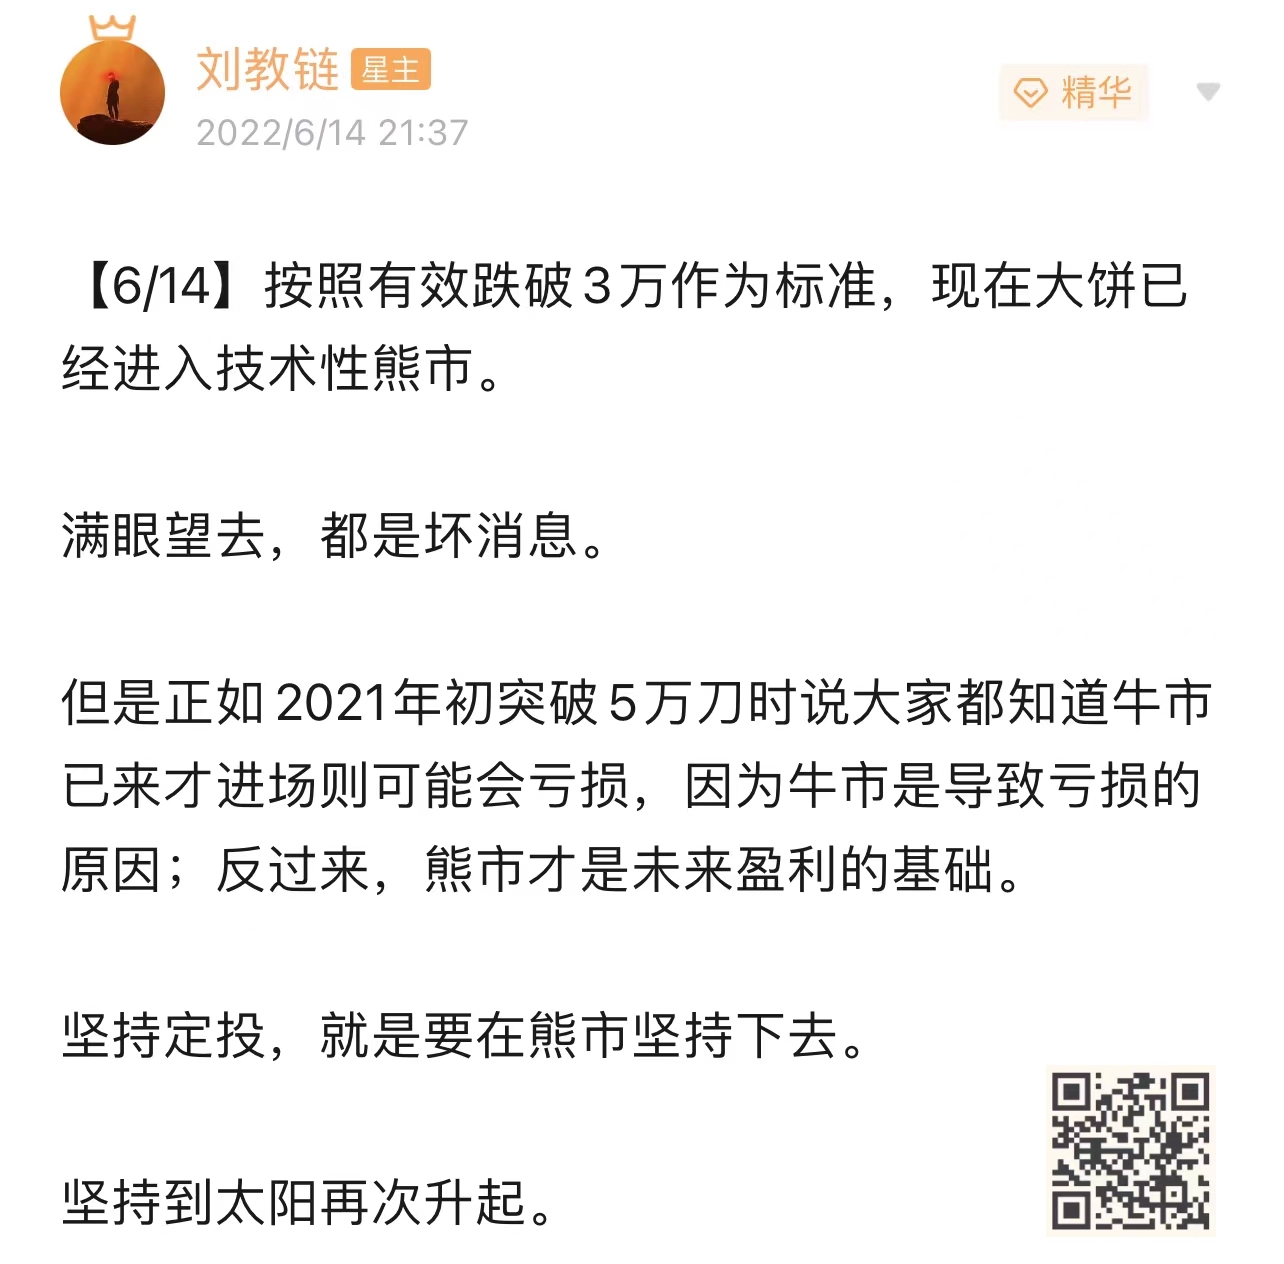 刘教链 星主
精华
2022/6/14 21:37
【6/14】按照有效跌破3万作为标准，现在大饼已
经进入技术性熊市。
满眼望去，都是坏消息。
但是正如2021年初突破5万刀时说大家都知道牛市
已来才进场则可能会亏损，因为牛市是导致亏损的
原因；反过来，熊市才是未来盈利的基础。
坚持定投，就是要在熊市坚持下去。
坚持到太阳再次升起。